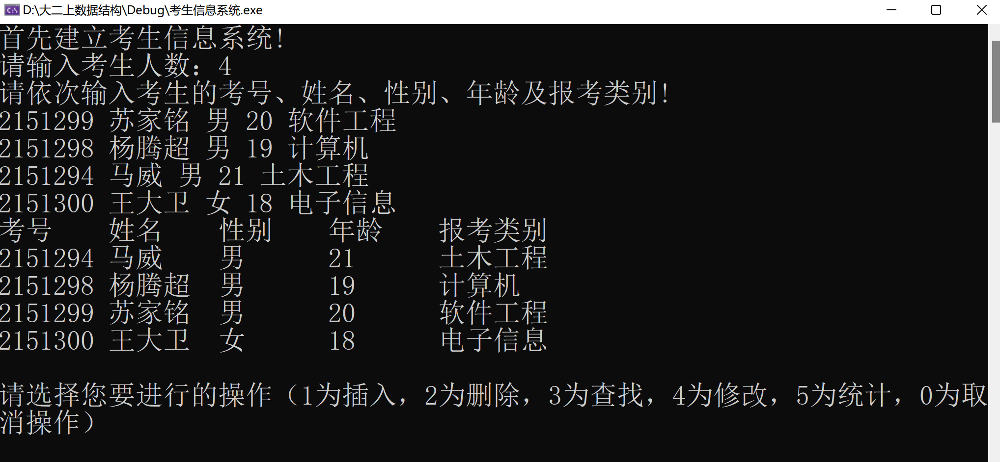 D:\大二上数据结构\Debug\考生信息系统.exe
首先建立考生信息系统!
请输入考生人数：4
请依次输入考生的考号、姓名、性别、年龄及报考类别!
2151299 苏家铭 男 20 软件工程
2151298 杨腾超 男 19 计算机
2151294 马威 男 21 土木工程
2151300 王大卫 女 18 电子信息
考号 姓名 性别 年龄 报考类别
2151294 马威 男 21 土木工程
2151298 杨腾超 男 19 计算机
2151299 苏家铭 男 20 软件工程
2151300 王大卫 女 18 电子信息
请选择您要进行的操作（1为插入，2为删除，3为查找，4为修改，5为统计，0为取
消操作）